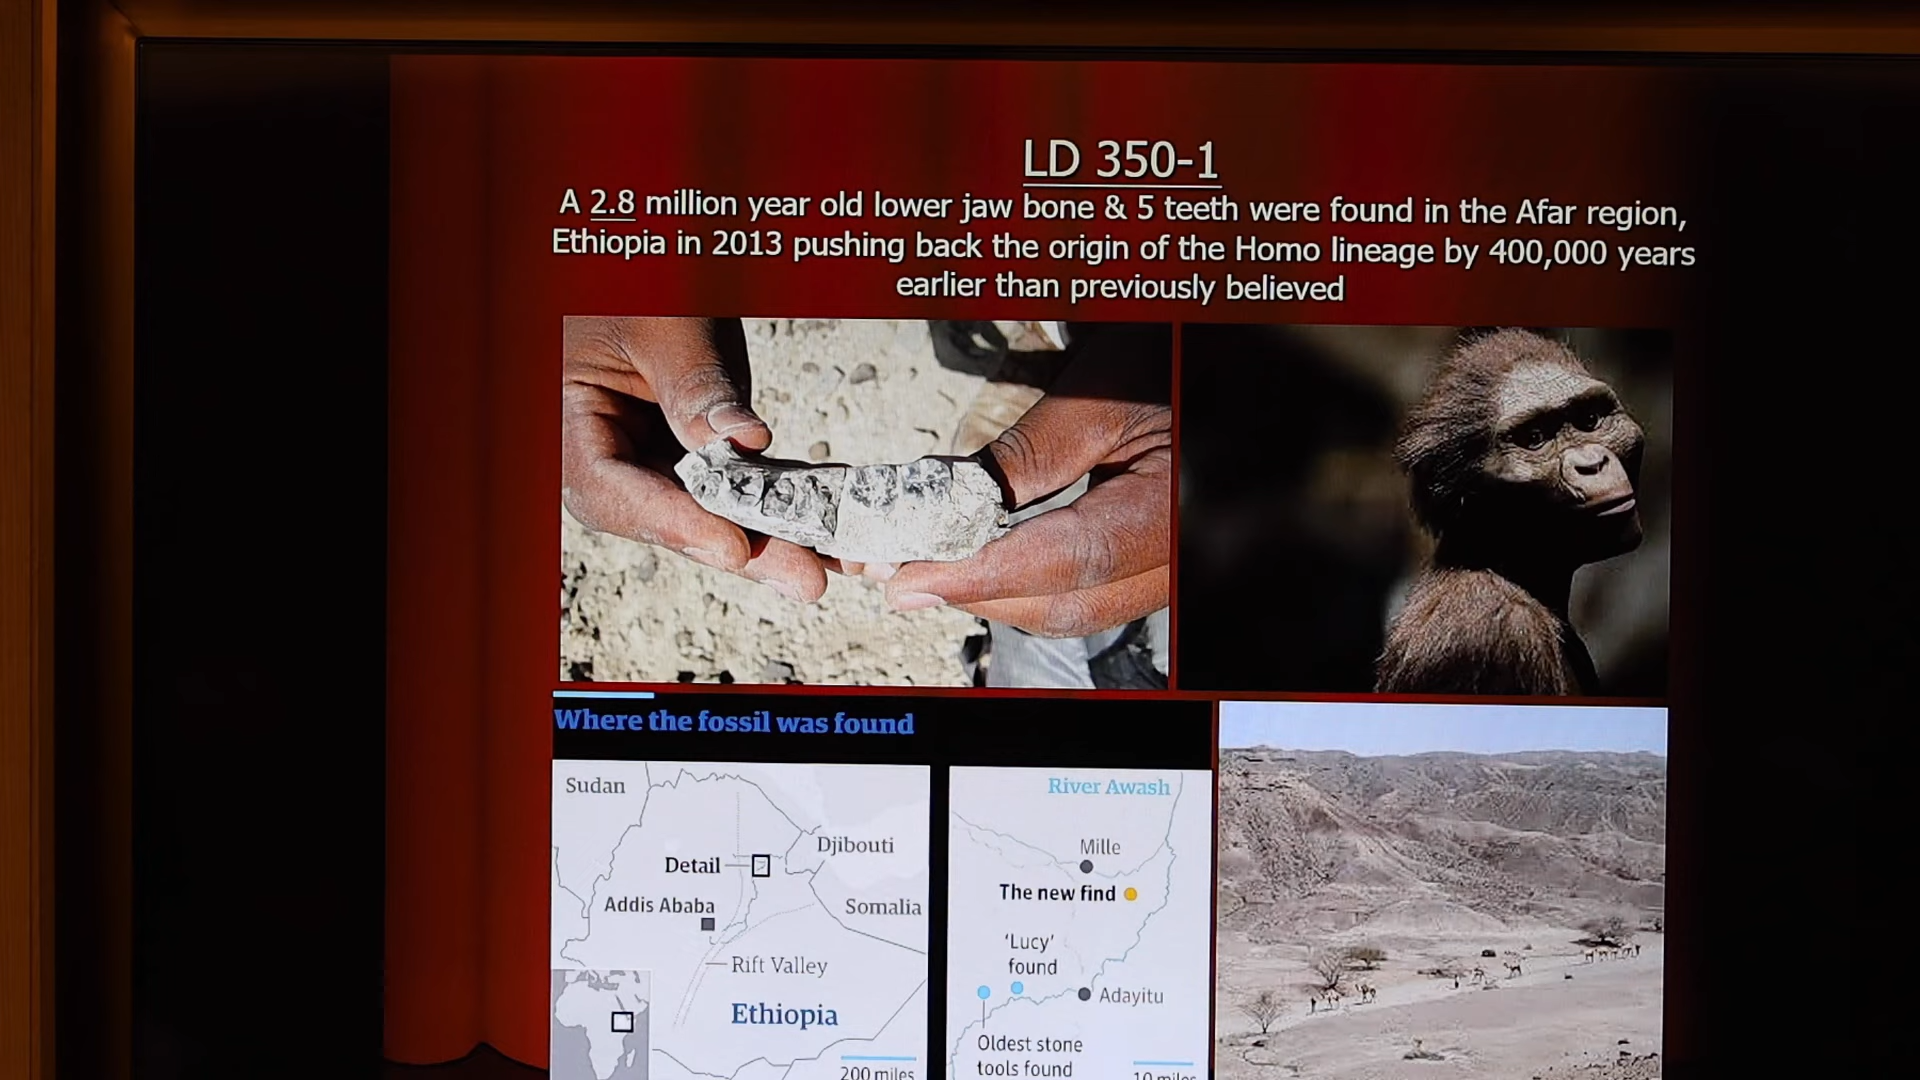 LD 350-1
A 2.8 million year old lower jaw bone & 5 teeth were found in the Afar region,
Ethiopia in 2013 pushing back the origin of the Homo lineage by 400,000 years
earlier than previously believed
Where the fossil was found
Sudan
Djibouti
Detail
Addis Ababa
Somalia
Rift Valley
Ethiopia
200 miles
River Awash
Mille
The new find
'Lucy'
found
Adayitu
Oldest stone
tools found
10 miles